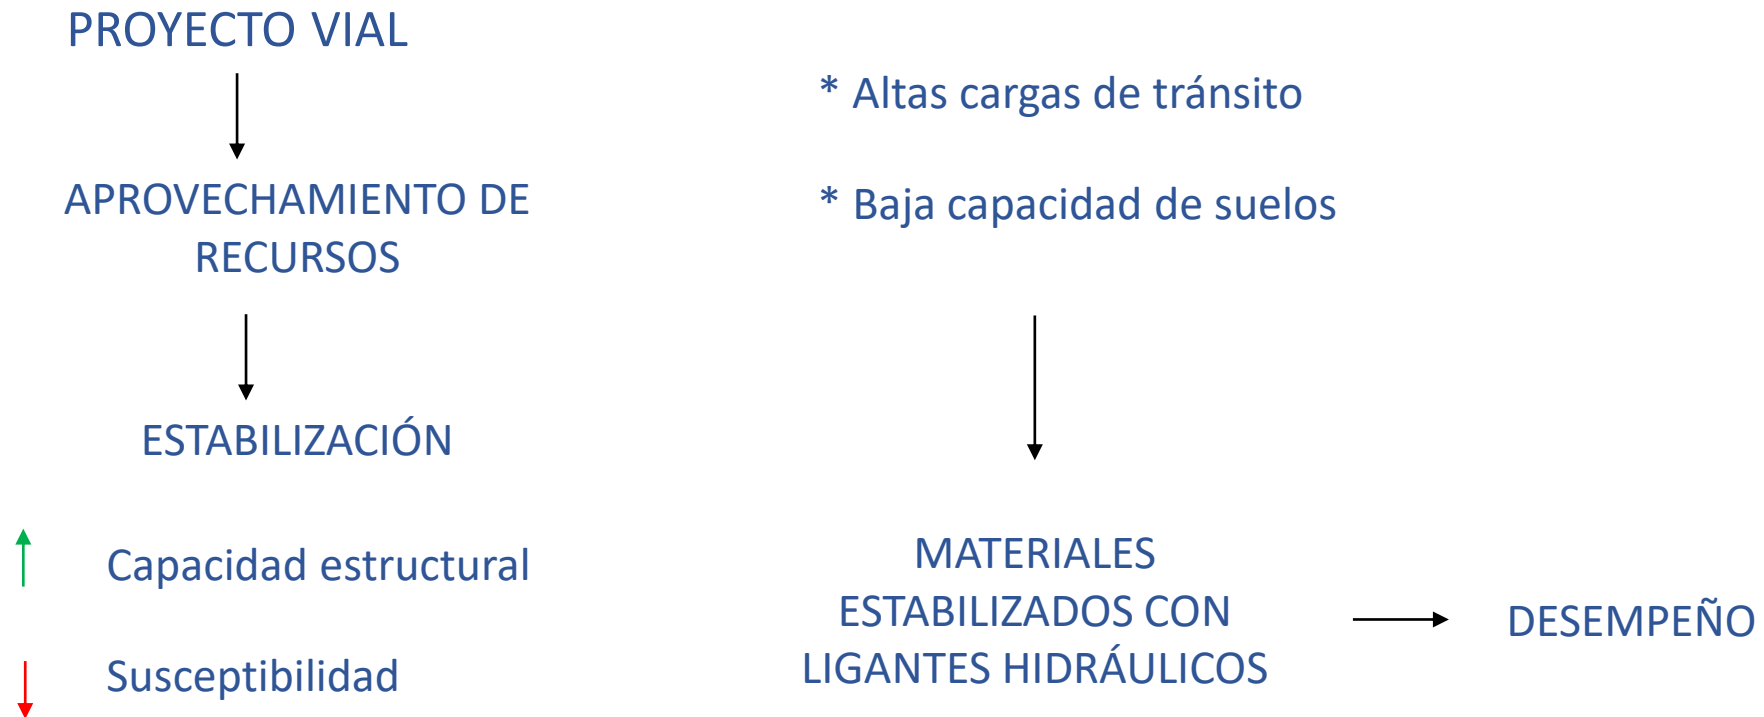 PROYECTO VIAL
APROVECHAMIENTO DE
RECURSOS
ESTABILIZACIÓN
Capacidad estructural
Susceptibilidad
* Altas cargas de tránsito
* Baja capacidad de suelos
MATERIALES
ESTABILIZADOS CON
LIGANTES HIDRÁULICOS
DESEMPEÑO